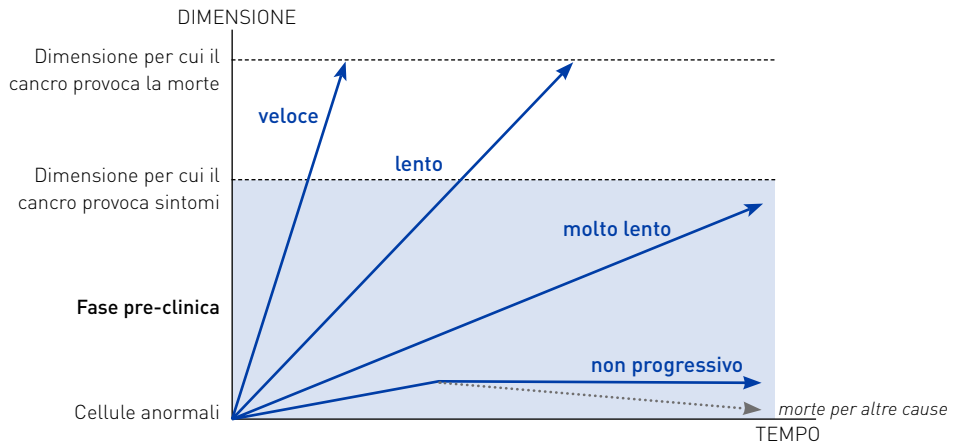 DIMENSIONE
Dimensione per cui il
cancro provoca la morte
veloce
lento
Dimensione per cui il
cancro provoca sintomi
molto lento
Fase pre-clinica
non progressivo
Cellule anormali
morte per altre cause
TEMPO